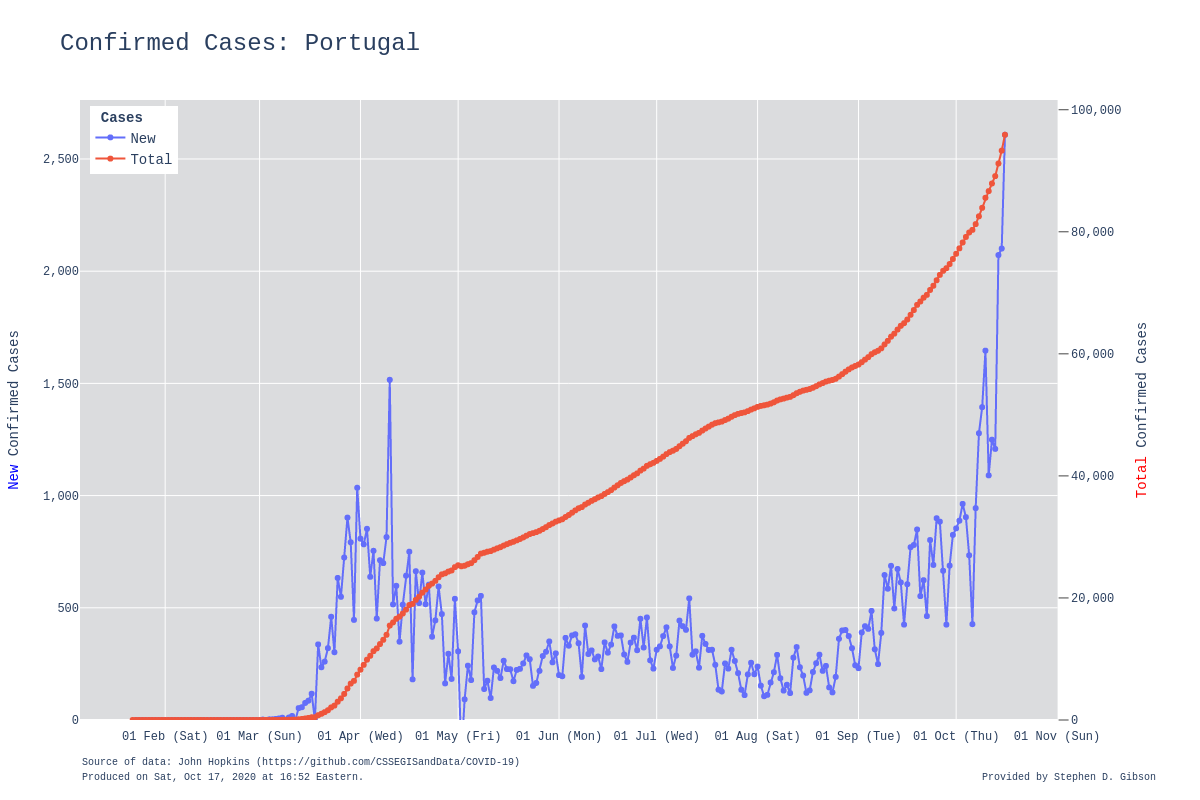 Confirmed Cases: Portugal
Cases
New
Total
2,500
2,000
1,500
1,000
500
0
100,000
80,000
60,000
40,000
20,000
0
New Confirmed Cases
Total Confirmed Cases
01 Feb (Sat) 01 Mar (Sun) 01 Apr (Wed) 01 May (Fri) 01 Jun (Mon) 01 Jul (Wed) 01 Aug (Sat) 01 Sep (Tue) 01 Oct (Thu) 01 Nov (Sun)
Source of data: John Hopkins (https://github.com/CSSEGISandData/COVID-19)
Produced on Sat, Oct 17, 2020 at 16:52 Eastern.
Provided by Stephen D. Gibson